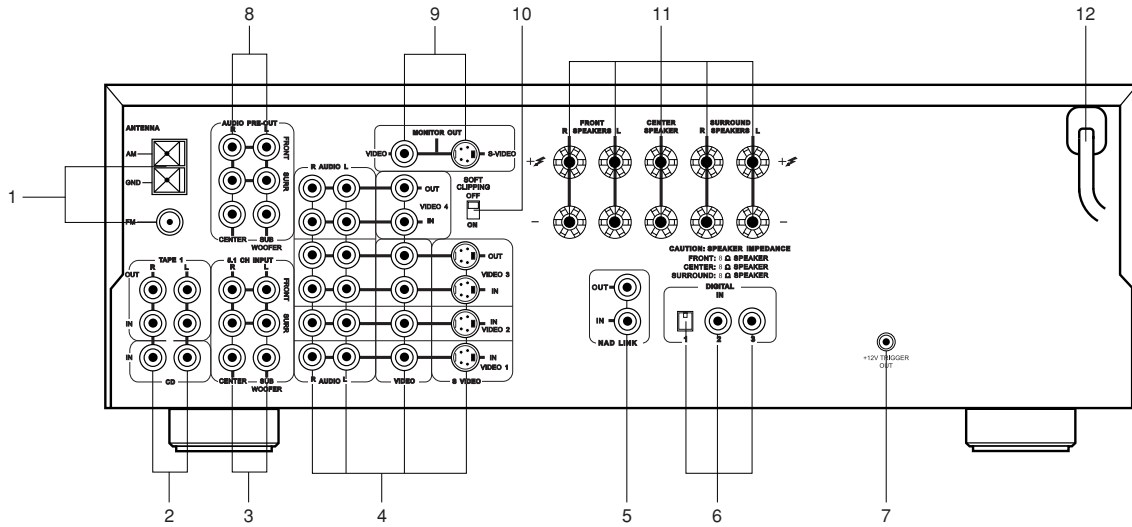 8 9 10 11 12
ANTENNA
AM
GND
FM
1
AUDIO PRE-OUT
R L
FRONT
SURR
CENTER SUB WOOFER
MONITOR OUT
VIDEO S-VIDEO
R AUDIO L
OUT
VIDEO 4
IN
SOFT CLIPPING
OFF
ON
FRONT
R SPEAKERS L
CENTER
SPEAKER
SURROUND
R SPEAKERS L
+ +
– –
CAUTION: SPEAKER IMPEDANCE
FRONT: 8 Ω SPEAKER
CENTER: 8 Ω SPEAKER
SURROUND: 8 Ω SPEAKER
TAPE 1
R L
OUT
IN
IN
CD
5.1 CH INPUT
R L
FRONT
SURR
CENTER SUB WOOFER
OUT
VIDEO 3
IN
IN
VIDEO 2
IN
VIDEO 1
R AUDIO L VIDEO S VIDEO
OUT
IN
NAD LINK
DIGITAL
IN
1 2 3
+12V TRIGGER
OUT
2 3 4 5 6 7